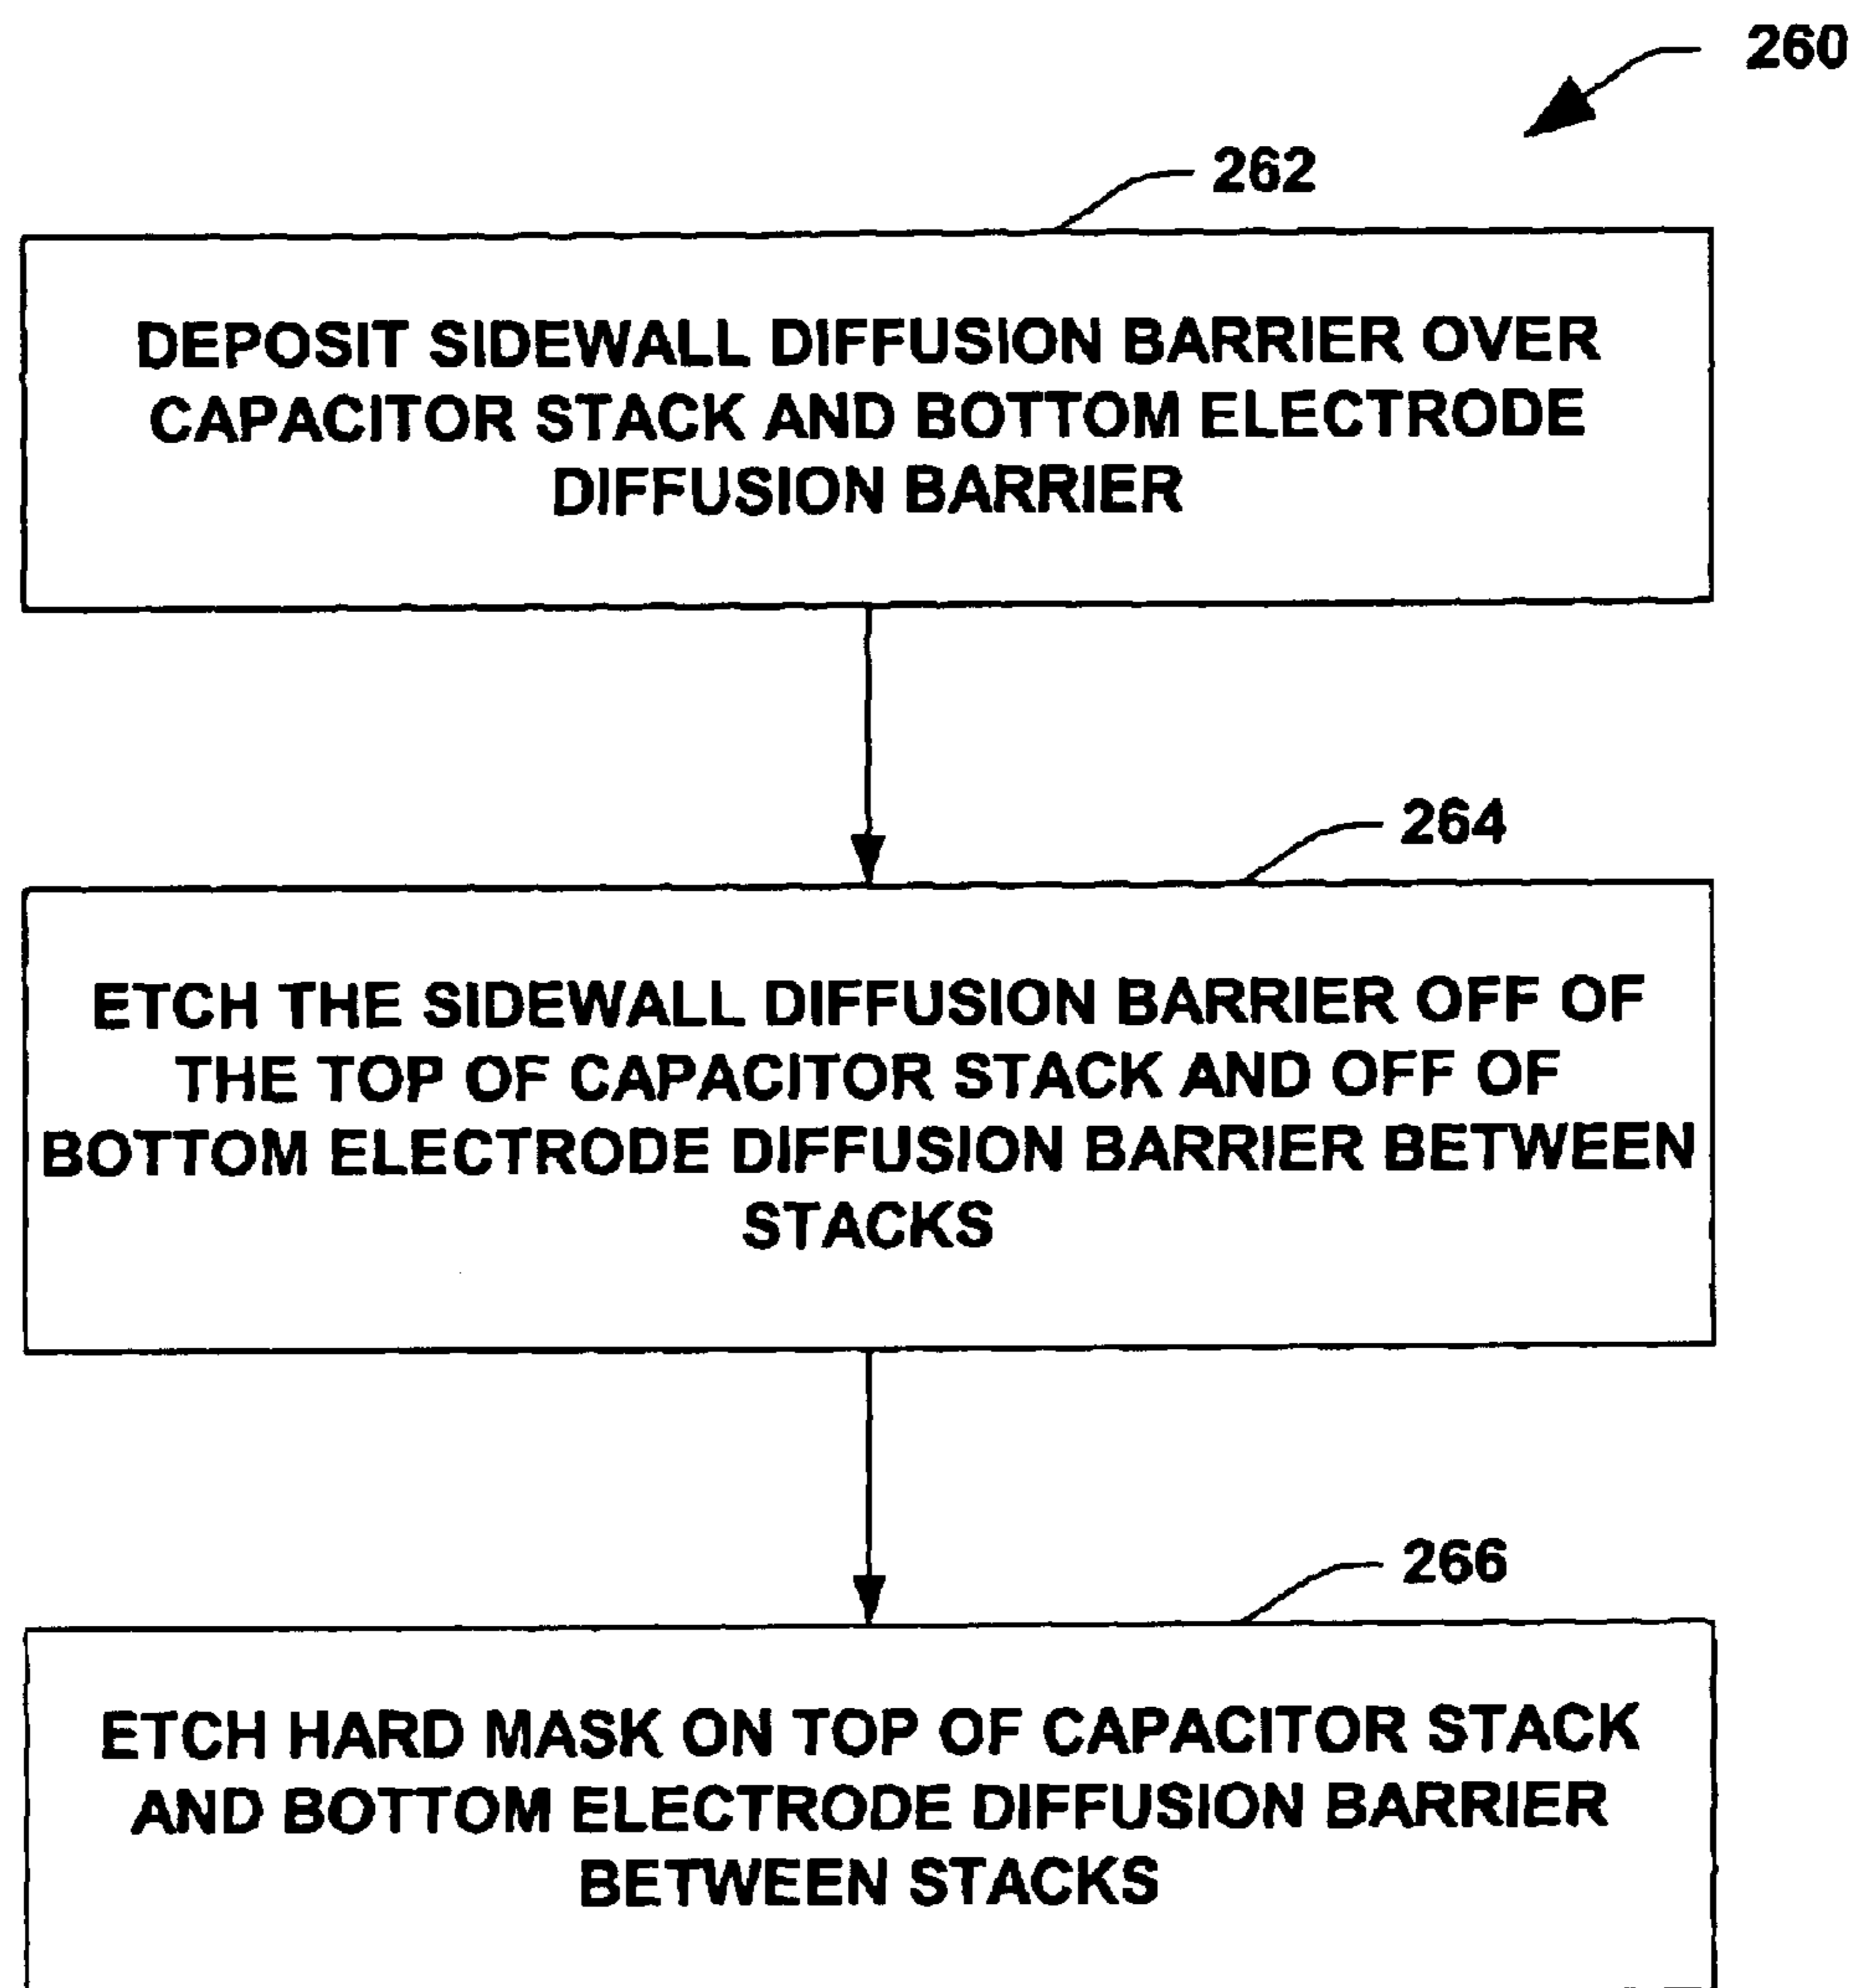 260
262
DEPOSIT SIDEWALL DIFFUSION BARRIER OVER
CAPACITOR STACK AND BOTTOM ELECTRODE
DIFFUSION BARRIER
264
ETCH THE SIDEWALL DIFFUSION BARRIER OFF OF
THE TOP OF CAPACITOR STACK AND OFF OF
BOTTOM ELECTRODE DIFFUSION BARRIER BETWEEN
STACKS
266
ETCH HARD MASK ON TOP OF CAPACITOR STACK
AND BOTTOM ELECTRODE DIFFUSION BARRIER
BETWEEN STACKS